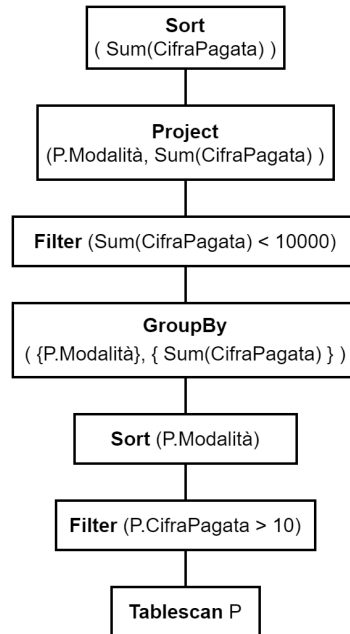 Sort
( Sum(CifraPagata) )
Project
(P.Modalità, Sum(CifraPagata) )
Filter (Sum(CifraPagata) < 10000)
GroupBy
( {P.Modalità}, { Sum(CifraPagata) } )
Sort (P.Modalità)
Filter (P.CifraPagata > 10)
Tablescan P